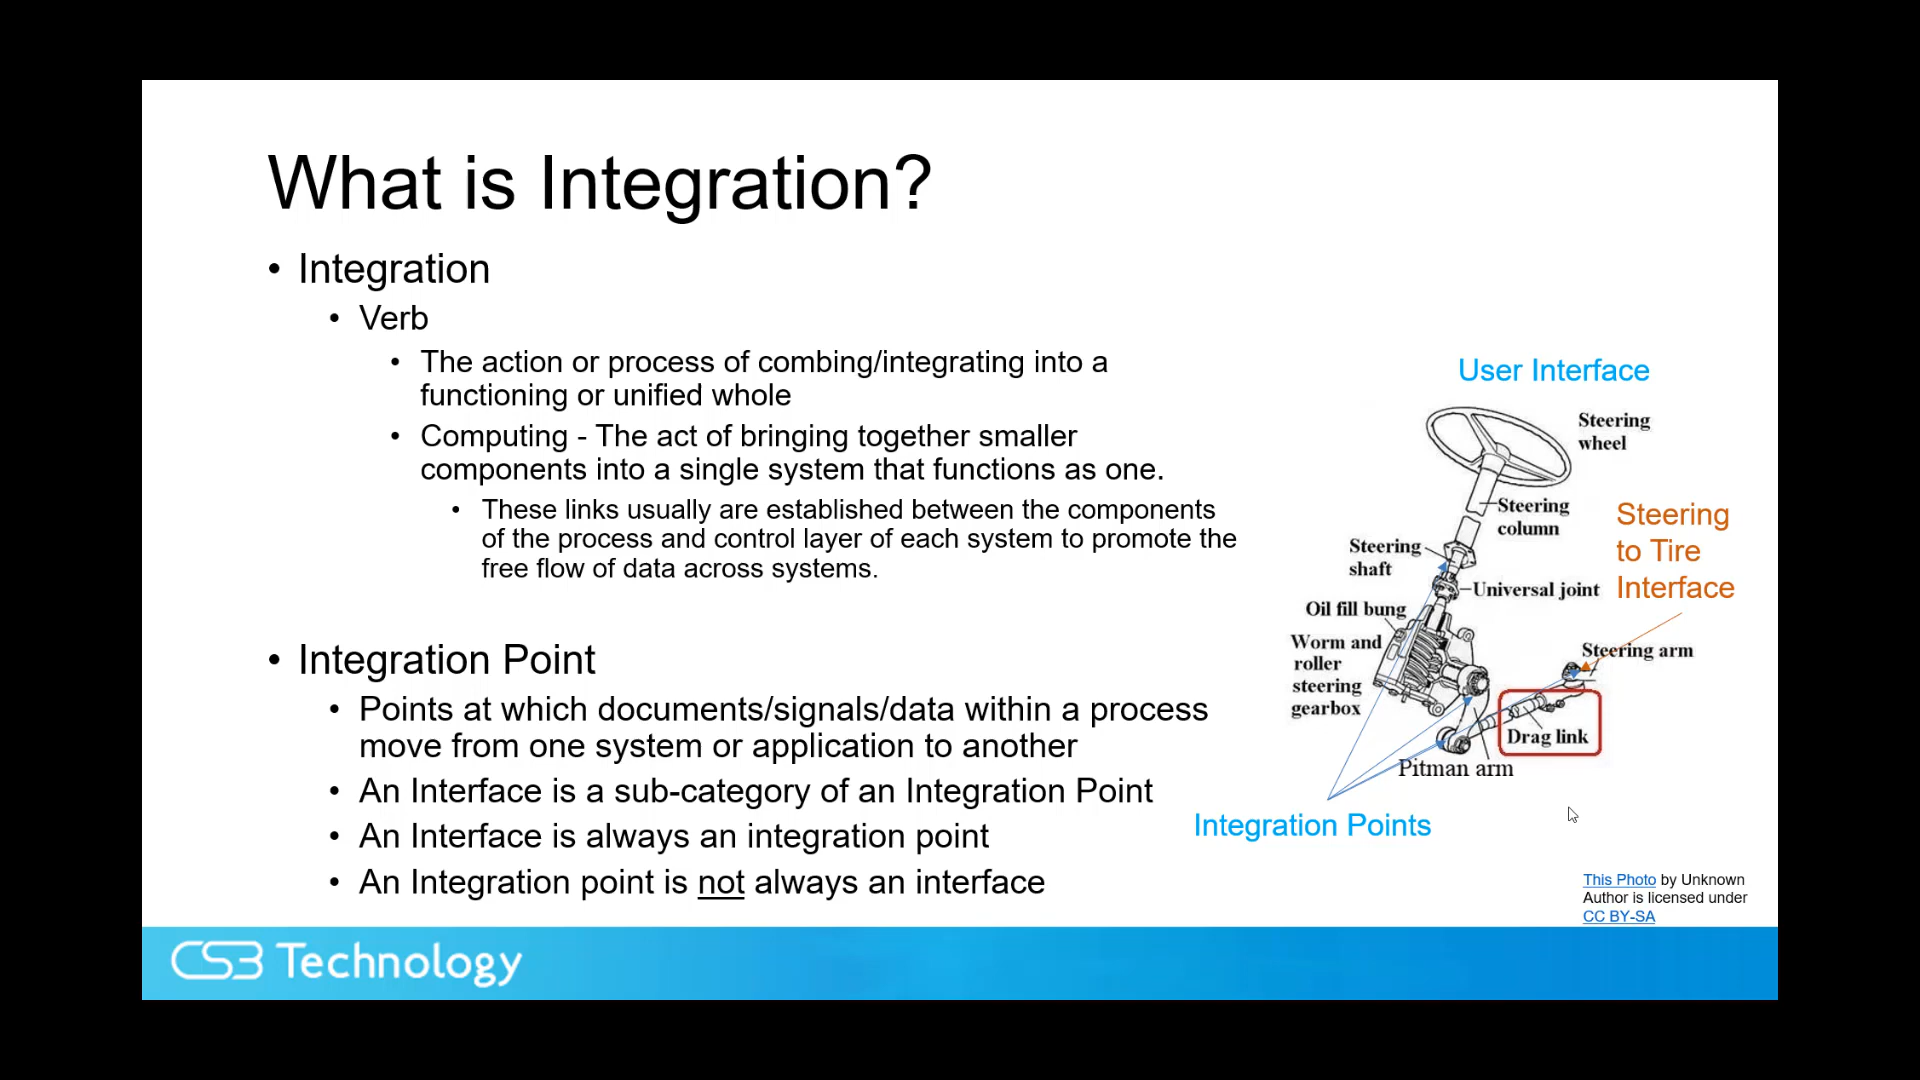 What is Integration?
• Integration
• Verb
• The action or process of combing/integrating into a
functioning or unified whole
• Computing - The act of bringing together smaller
components into a single system that functions as one.
• These links usually are established between the components
of the process and control layer of each system to promote the
free flow of data across systems.
• Integration Point
• Points at which documents/signals/data within a process
move from one system or application to another
• An Interface is a sub-category of an Integration Point
• An Interface is always an integration point
• An Integration point is not always an interface
User Interface
Steering
wheel
Steering
column
Steering
to Tire
Interface
Steering
shaft
Universal joint
Oil fill bung
Worm and
roller
steering
gearbox
Steering arm
Drag link
Pitman arm
Integration Points
This Photo by Unknown
Author is licensed under
CC BY-SA
CS3 Technology